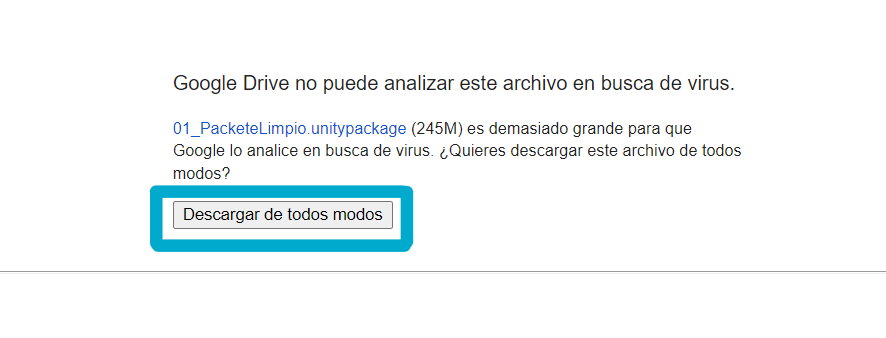 Google Drive no puede analizar este archivo en busca de virus.
01_PacketeLimpio.unitypackage (245M) es demasiado grande para que
Google lo analice en busca de virus. ¿Quieres descargar este archivo de todos
modos?
Descargar de todos modos